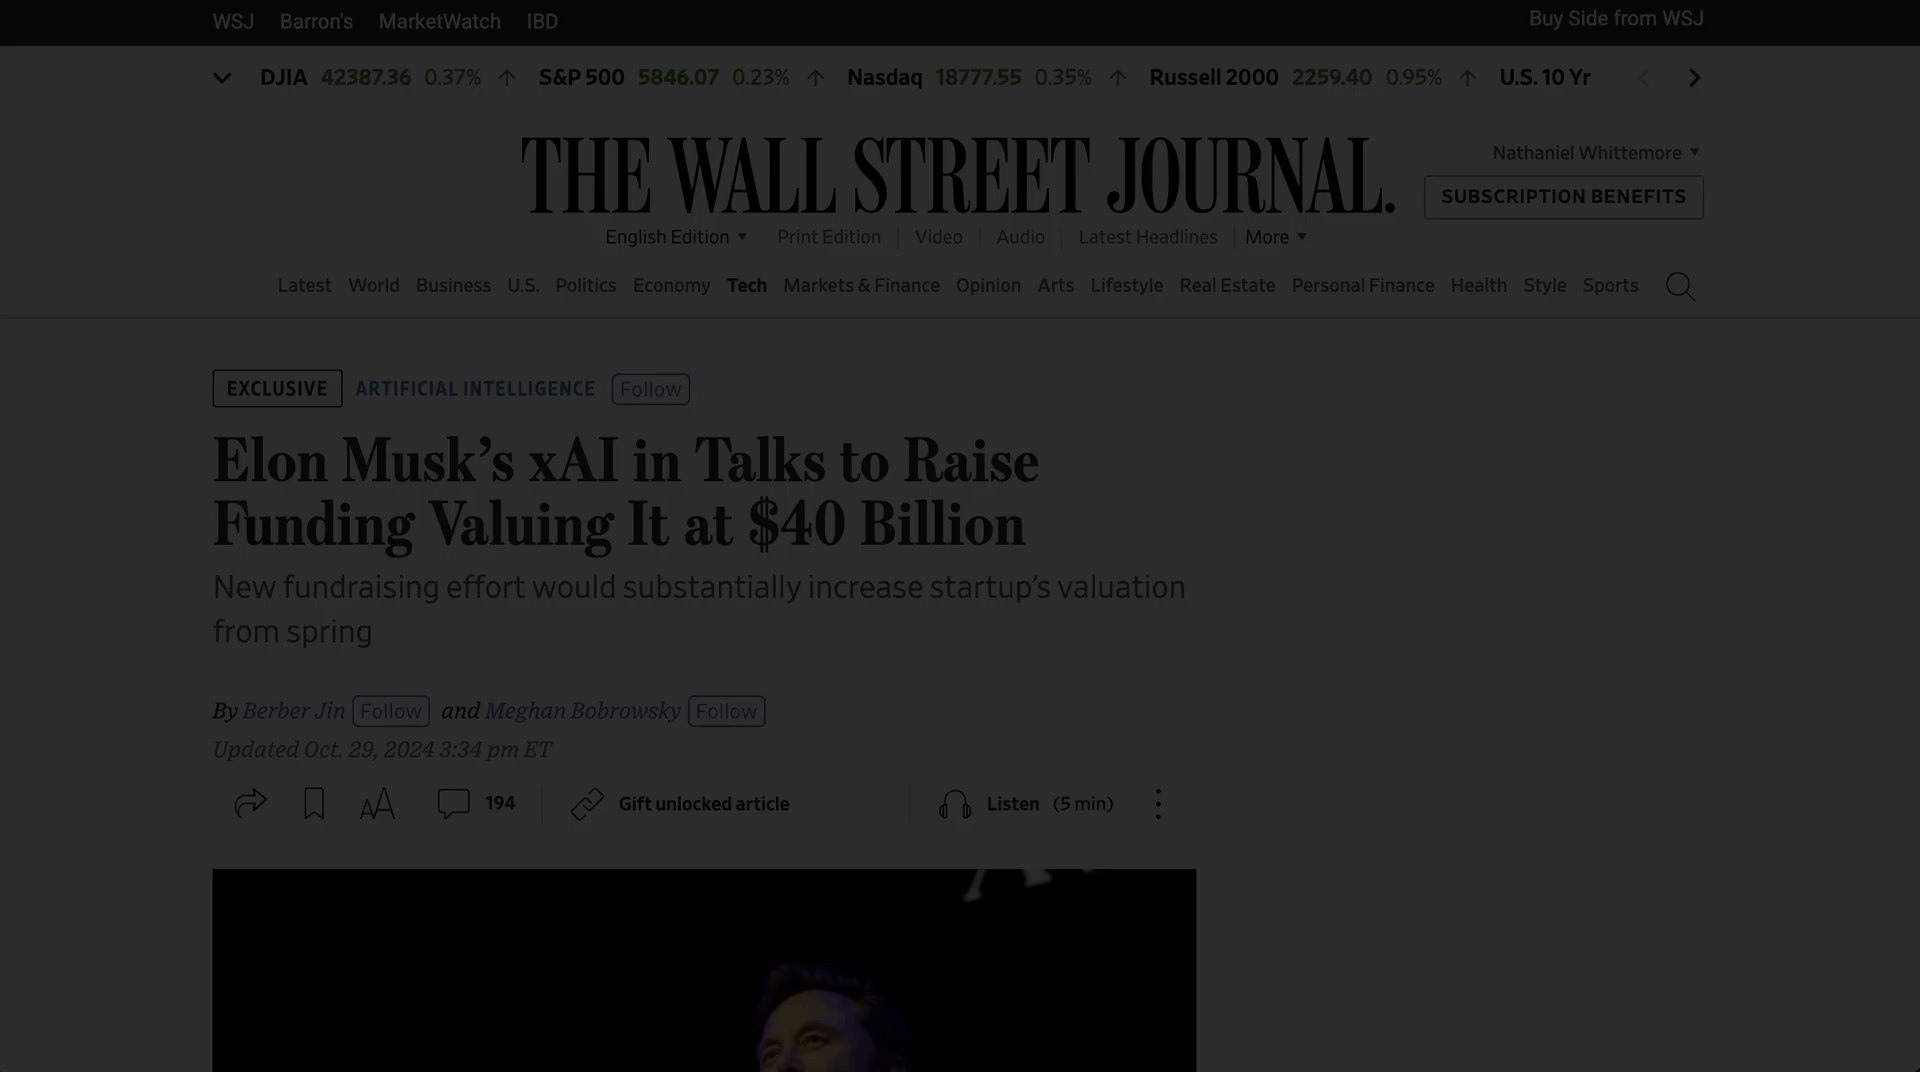 WSJ Barron's MarketWatch IBD Buy Side from WSJ
DJIA 42387.36 0.37% S&P 500 5846.07 0.23% Nasdaq 18777.55 0.35% Russell 2000 2259.40 0.95% U.S. 10 Yr
THE WALL STREET JOURNAL.
Nathaniel Whittemore
SUBSCRIPTION BENEFITS
English Edition Print Edition Video Audio Latest Headlines More
Latest World Business U.S. Politics Economy Tech Markets & Finance Opinion Arts Lifestyle Real Estate Personal Finance Health Style Sports
EXCLUSIVE ARTIFICIAL INTELLIGENCE Follow
Elon Musk’s xAI in Talks to Raise
Funding Valuing It at $40 Billion
New fundraising effort would substantially increase startup’s valuation
from spring
By Berber Jin Follow and Meghan Bobrowsky Follow
Updated Oct. 29, 2024 3:34 pm ET
194 Gift unlocked article Listen (5 min)